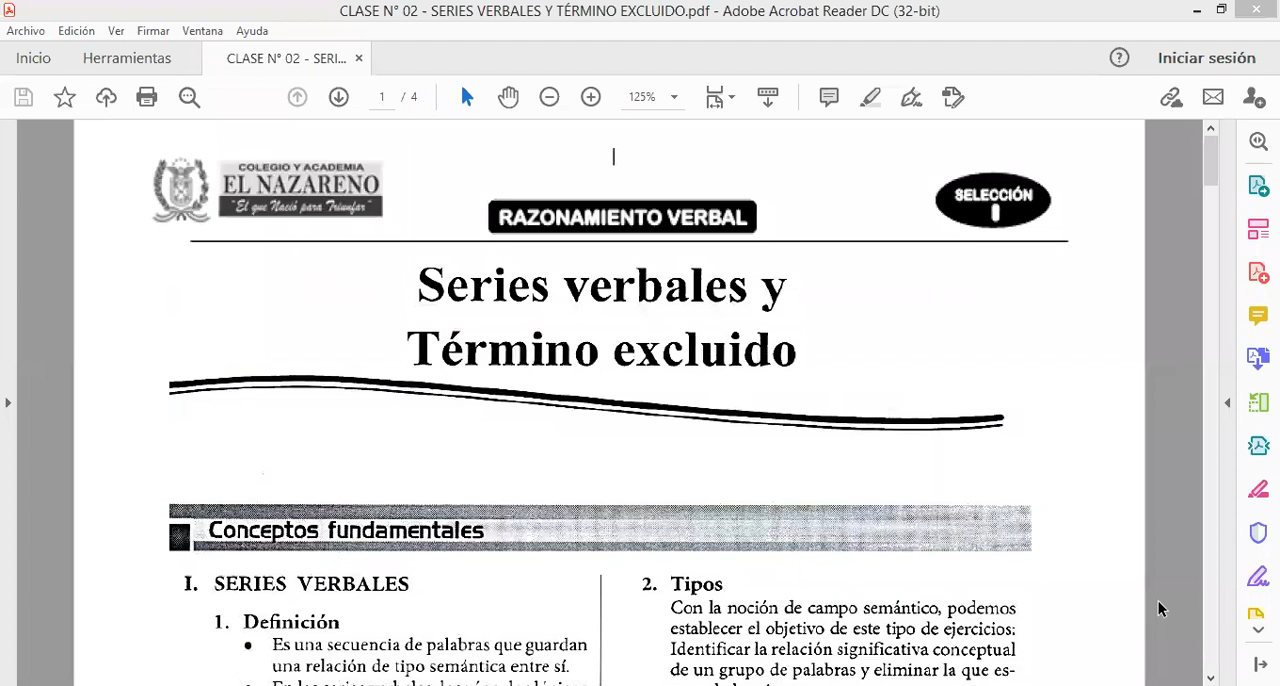 CLASE N° 02 - SERIES VERBALES Y TÉRMINO EXCLUIDO.pdf - Adobe Acrobat Reader DC (32-bit)
Archivo Edición Ver Firmar Ventana Ayuda
Inicio Herramientas CLASE N° 02 - SERI... × Iniciar sesión
1 / 4 125%
COLEGIO Y ACADEMIA
EL NAZARENO
"El que Nació para Triunfar"
RAZONAMIENTO VERBAL
SELECCIÓN
I
Series verbales y
Término excluido
Conceptos fundamentales
I. SERIES VERBALES
1. Definición
• Es una secuencia de palabras que guardan
una relación de tipo semántica entre sí.
2. Tipos
Con la noción de campo semántico, podemos
establecer el objetivo de este tipo de ejercicios:
Identificar la relación significativa conceptual
de un grupo de palabras y eliminar la que es-